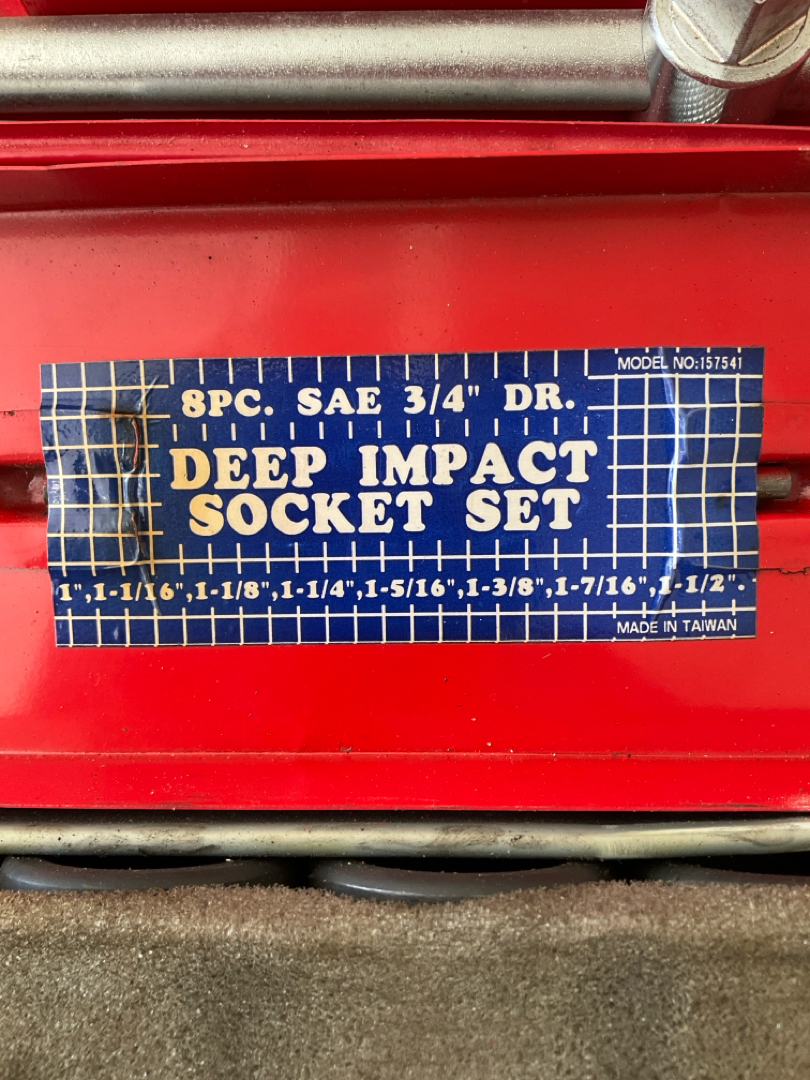 MODEL NO:157541
8PC. SAE 3/4" DR.
DEEP IMPACT
SOCKET SET
1",1-1/16",1-1/8",1-1/4",1-5/16",1-3/8",1-7/16",1-1/2".
MADE IN TAIWAN